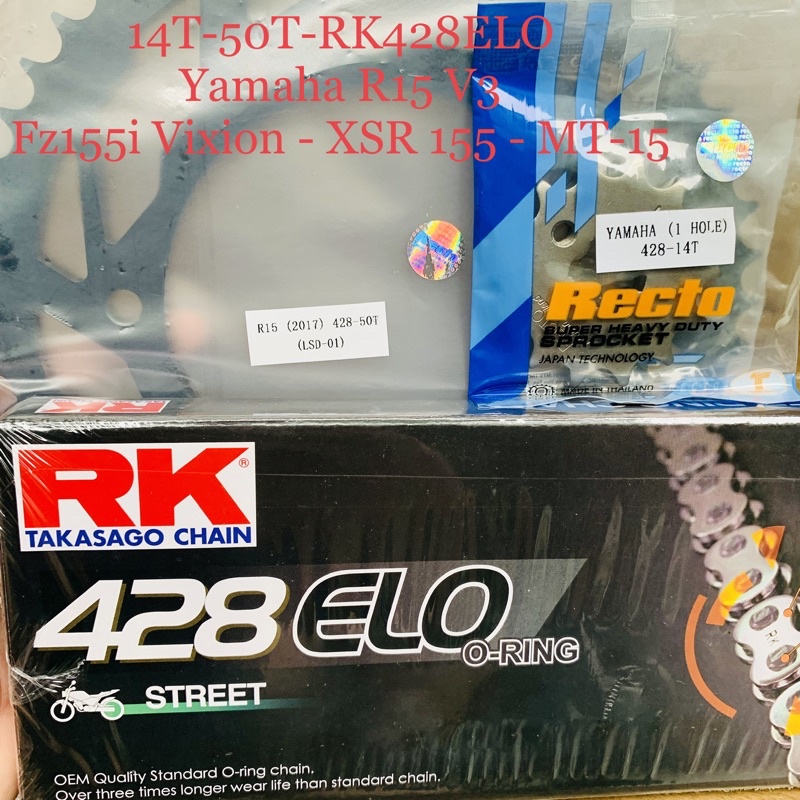 14T-50T-RK428ELO
Yamaha R15 V3
Fz155i Vixion - XSR 155 - MT-15
YAMAHA (1 HOLE)
428-14T
R15 (2017) 428-50T
(LSD-01)
Recto
SUPER HEAVY DUTY
SPROCKET
JAPAN TECHNOLOGY
MADE IN THAILAND
RK
RK®
TAKASAGO CHAIN
428 ELO
O-RING
STREET
OEM Quality Standard O-ring chain.
Over three times longer wear life than standard chain.